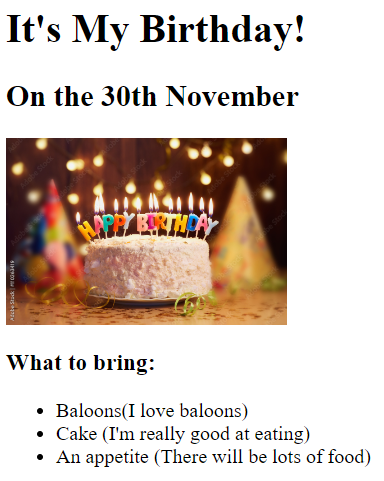 It's My Birthday!
On the 30th November
HAPPY BIRTHDAY
What to bring:
Baloons(I love baloons)
Cake (I'm really good at eating)
An appetite (There will be lots of food)